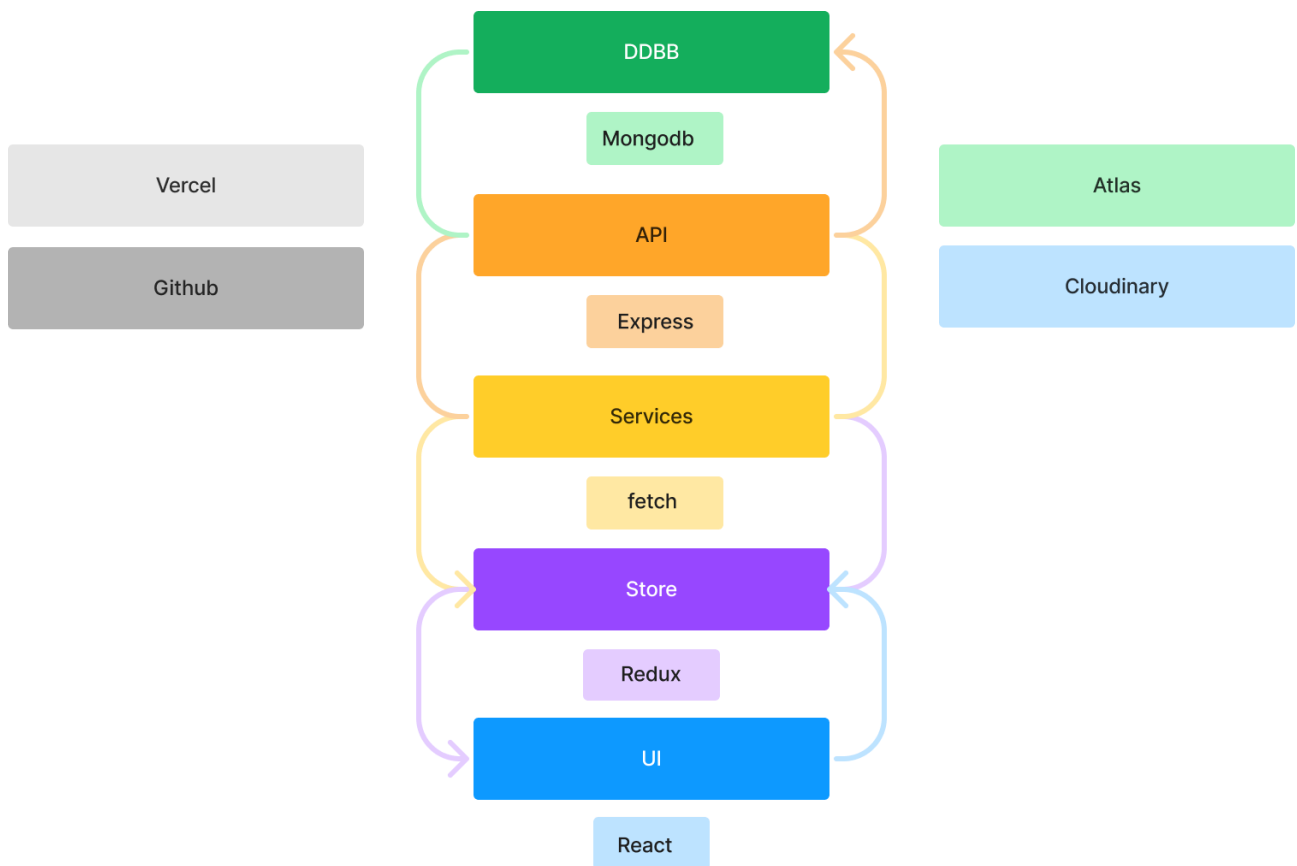 DDBB
Mongodb
Vercel
Atlas
API
Github
Cloudinary
Express
Services
fetch
Store
Redux
UI
React